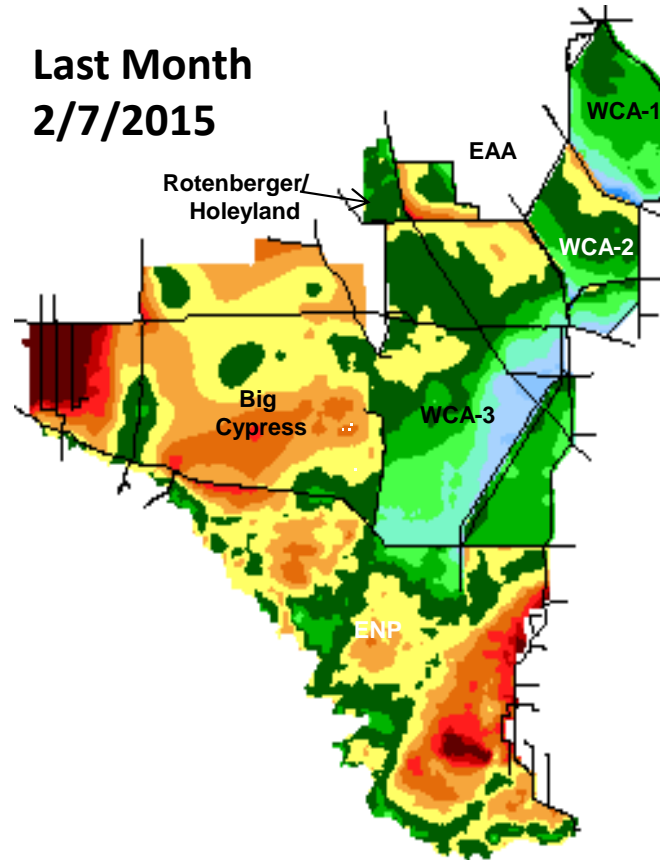 Last Month
2/7/2015
WCA-1
EAA
Rotenberger/
Holeyland
WCA-2
Big
Cypress
WCA-3
ENP